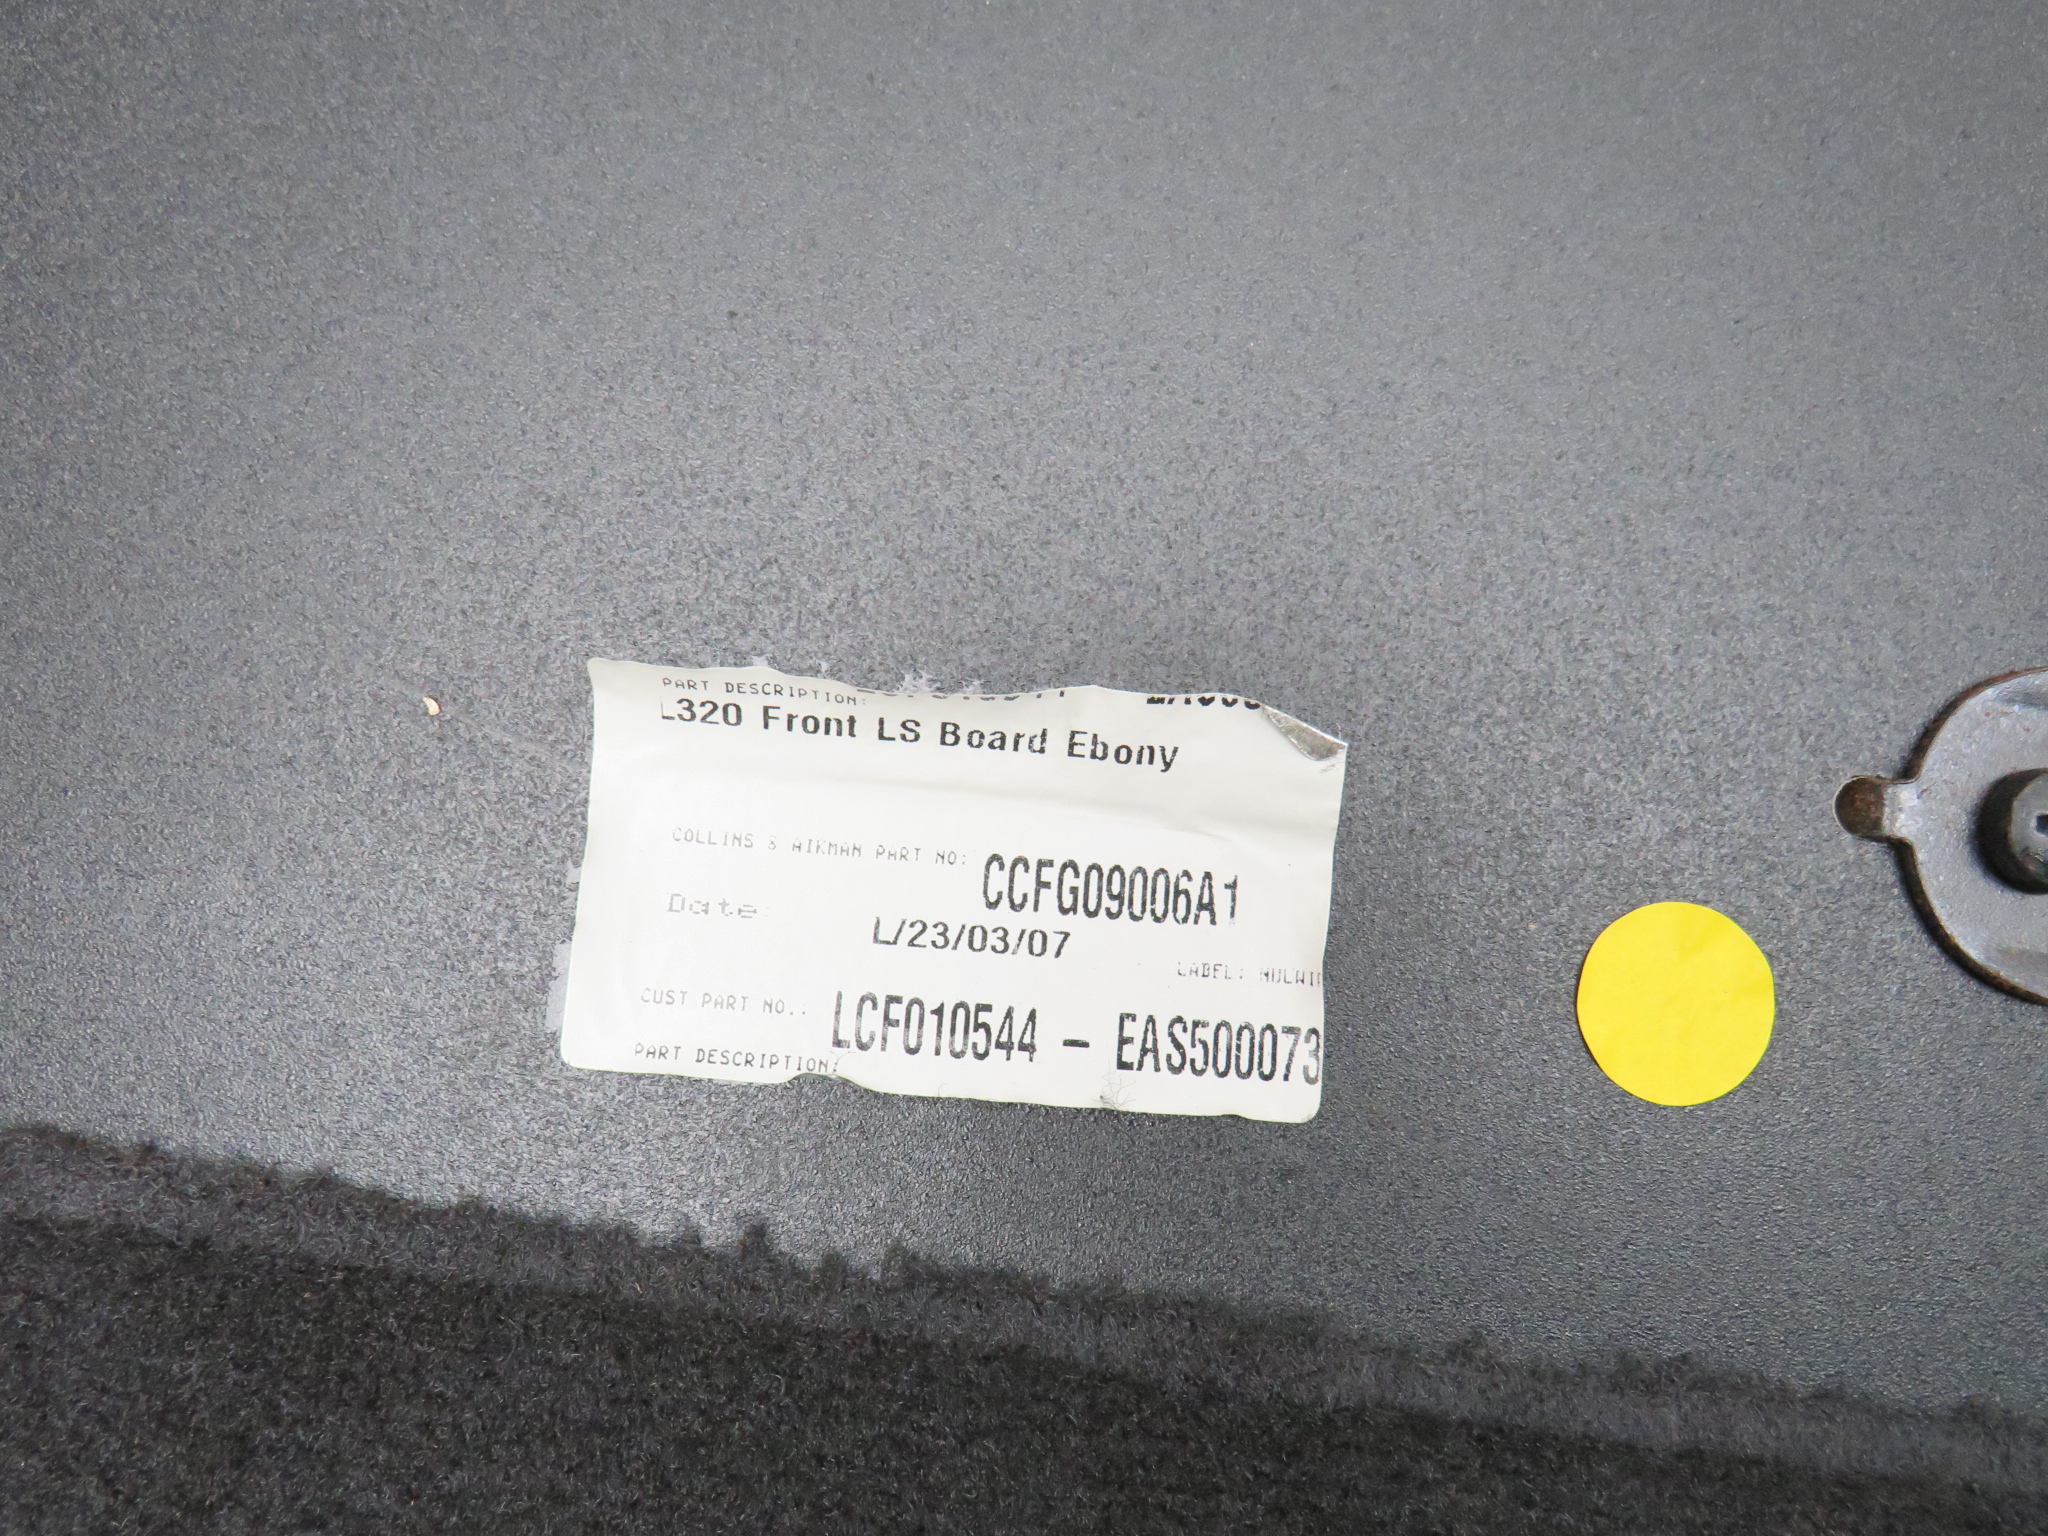 PART DESCRIPTION:
L320 Front LS Board Ebony
COLLINS & AIKMAN PART NO: CCFG09006A1
Date: L/23/03/07
LABEL:
CUST PART NO.: LCF010544 - EAS500073
PART DESCRIPTION: